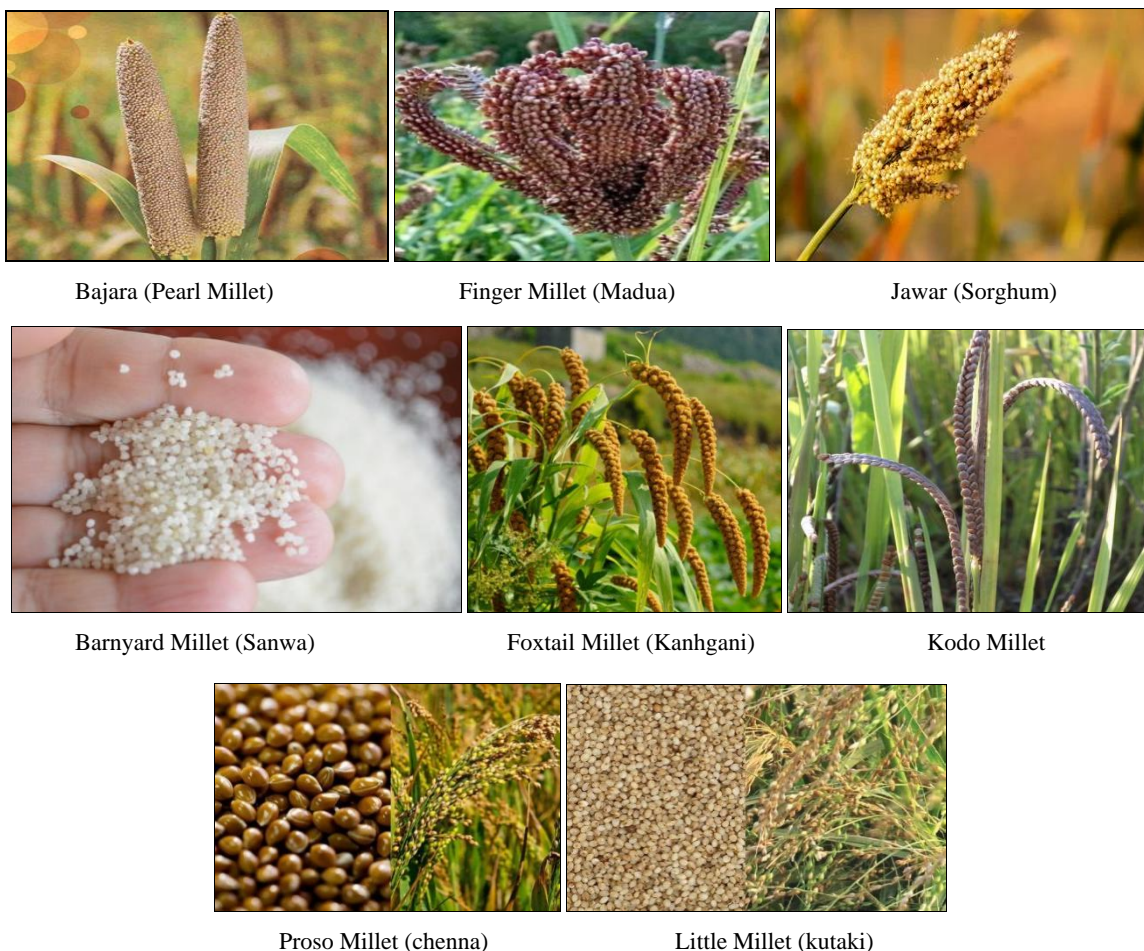 Bajara (Pearl Millet)
Finger Millet (Madua)
Jawar (Sorghum)
Barnyard Millet (Sanwa)
Foxtail Millet (Kanhgani)
Kodo Millet
Proso Millet (chenna)
Little Millet (kutaki)